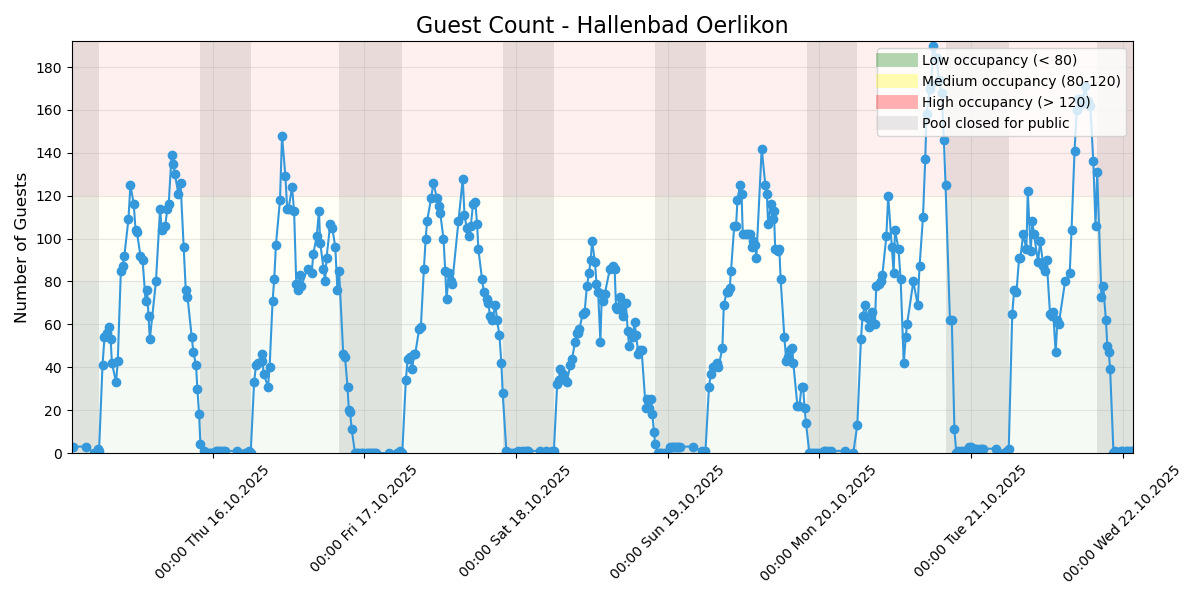 Guest Count - Hallenbad Oerlikon
Low occupancy (< 80)
Medium occupancy (80-120)
High occupancy (> 120)
Pool closed for public
Number of Guests
180
160
140
120
100
80
60
40
20
0
00:00 Thu 16.10.2025
00:00 Fri 17.10.2025
00:00 Sat 18.10.2025
00:00 Sun 19.10.2025
00:00 Mon 20.10.2025
00:00 Tue 21.10.2025
00:00 Wed 22.10.2025